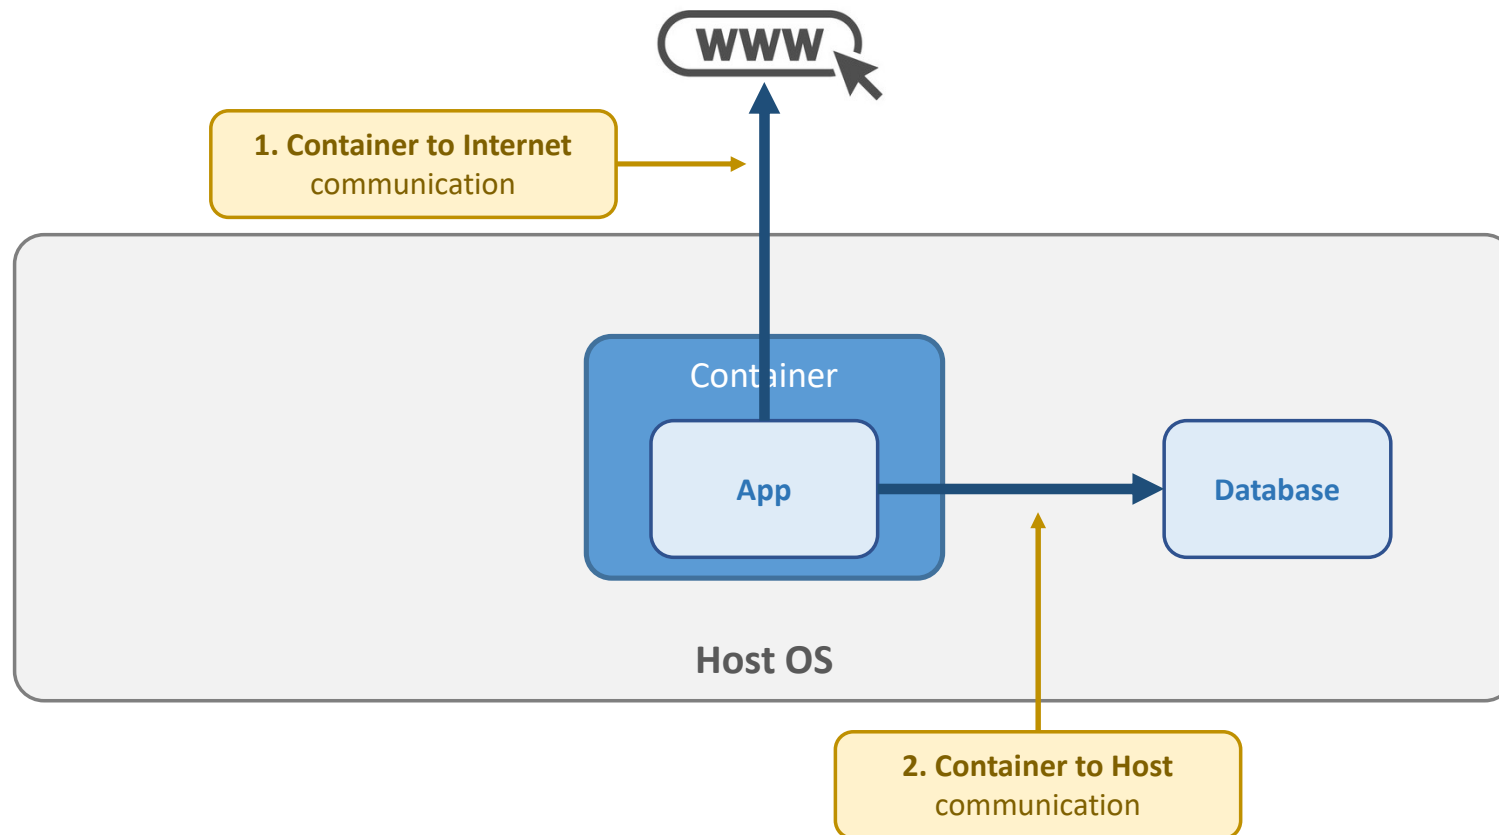 WWW
1. Container to Internet
communication
Container
App
Database
Host OS
2. Container to Host
communication